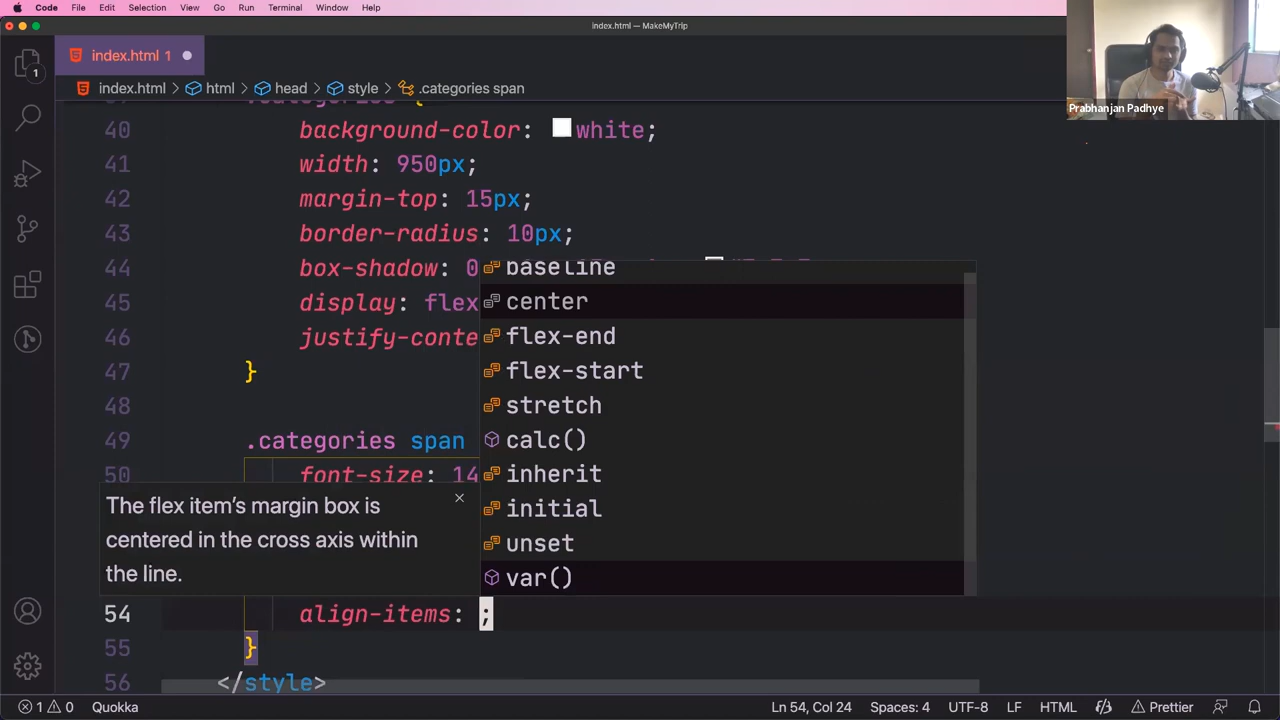 Code File Edit Selection View Go Run Terminal Window Help
index.html — MakeMyTrip
index.html 1
Prabhanjan Padhye
index.html > html > head > style > .categories span
1
40 background-color: white;
41 width: 950px;
42 margin-top: 15px;
43 border-radius: 10px;
44 box-shadow: 0
baseline
45 display: flex
center
46 justify-conte
flex-end
47 }
flex-start
48
stretch
49 .categories span
calc()
50 font-size: 14
inherit
The flex item's margin box is
centered in the cross axis within
the line.
initial
unset
var()
54 align-items: ;
55 }
56 </style>
1 0 Quokka Ln 54, Col 24 Spaces: 4 UTF-8 LF HTML Prettier